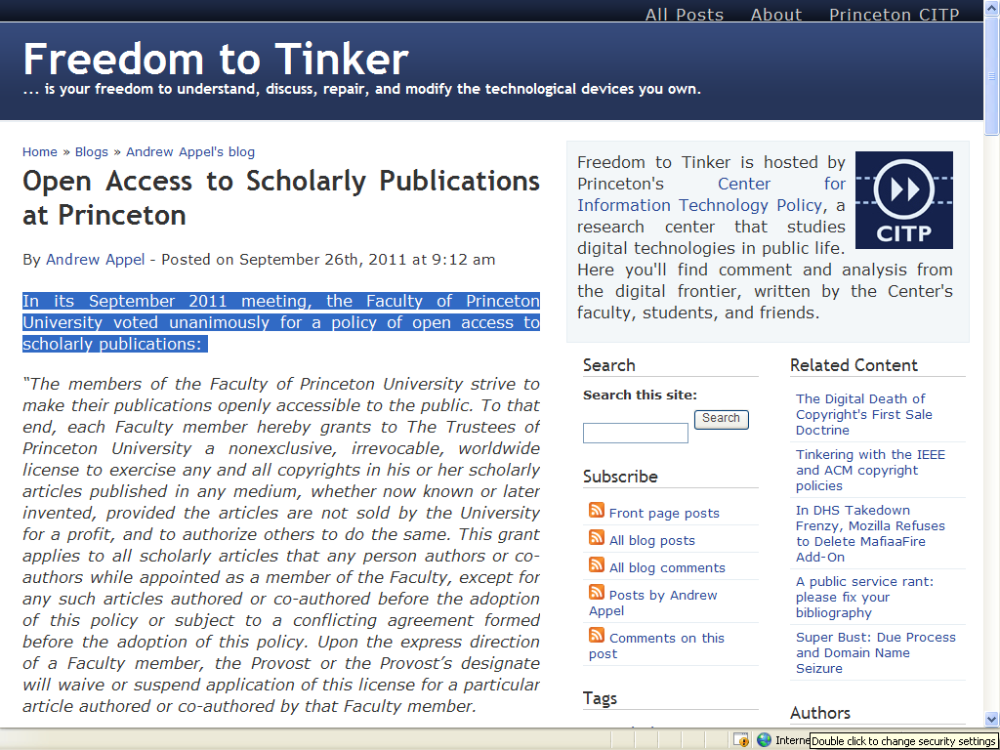 All Posts About Princeton CITP
Freedom to Tinker
... is your freedom to understand, discuss, repair, and modify the technological devices you own.
Home » Blogs » Andrew Appel's blog
Open Access to Scholarly Publications
at Princeton
By Andrew Appel - Posted on September 26th, 2011 at 9:12 am
In its September 2011 meeting, the Faculty of Princeton
University voted unanimously for a policy of open access to
scholarly publications:
“The members of the Faculty of Princeton University strive to
make their publications openly accessible to the public. To that
end, each Faculty member hereby grants to The Trustees of
Princeton University a nonexclusive, irrevocable, worldwide
license to exercise any and all copyrights in his or her scholarly
articles published in any medium, whether now known or later
invented, provided the articles are not sold by the University
for a profit, and to authorize others to do the same. This grant
applies to all scholarly articles that any person authors or co-
authors while appointed as a member of the Faculty, except for
any such articles authored or co-authored before the adoption
of this policy or subject to a conflicting agreement formed
before the adoption of this policy. Upon the express direction
of a Faculty member, the Provost or the Provost’s designate
will waive or suspend application of this license for a particular
article authored or co-authored by that Faculty member.
Freedom to Tinker is hosted by
Princeton's Center for
Information Technology Policy, a
research center that studies
digital technologies in public life.
Here you'll find comment and analysis from
the digital frontier, written by the Center's
faculty, students, and friends.
CITP
Search
Search this site:
Search
Subscribe
Front page posts
All blog posts
All blog comments
Posts by Andrew
Appel
Comments on this
post
Tags
Related Content
The Digital Death of
Copyright's First Sale
Doctrine
Tinkering with the IEEE
and ACM copyright
policies
In DHS Takedown
Frenzy, Mozilla Refuses
to Delete MafiaaFire
Add-On
A public service rant:
please fix your
bibliography
Super Bust: Due Process
and Domain Name
Seizure
Authors
Interne
Double click to change security settings